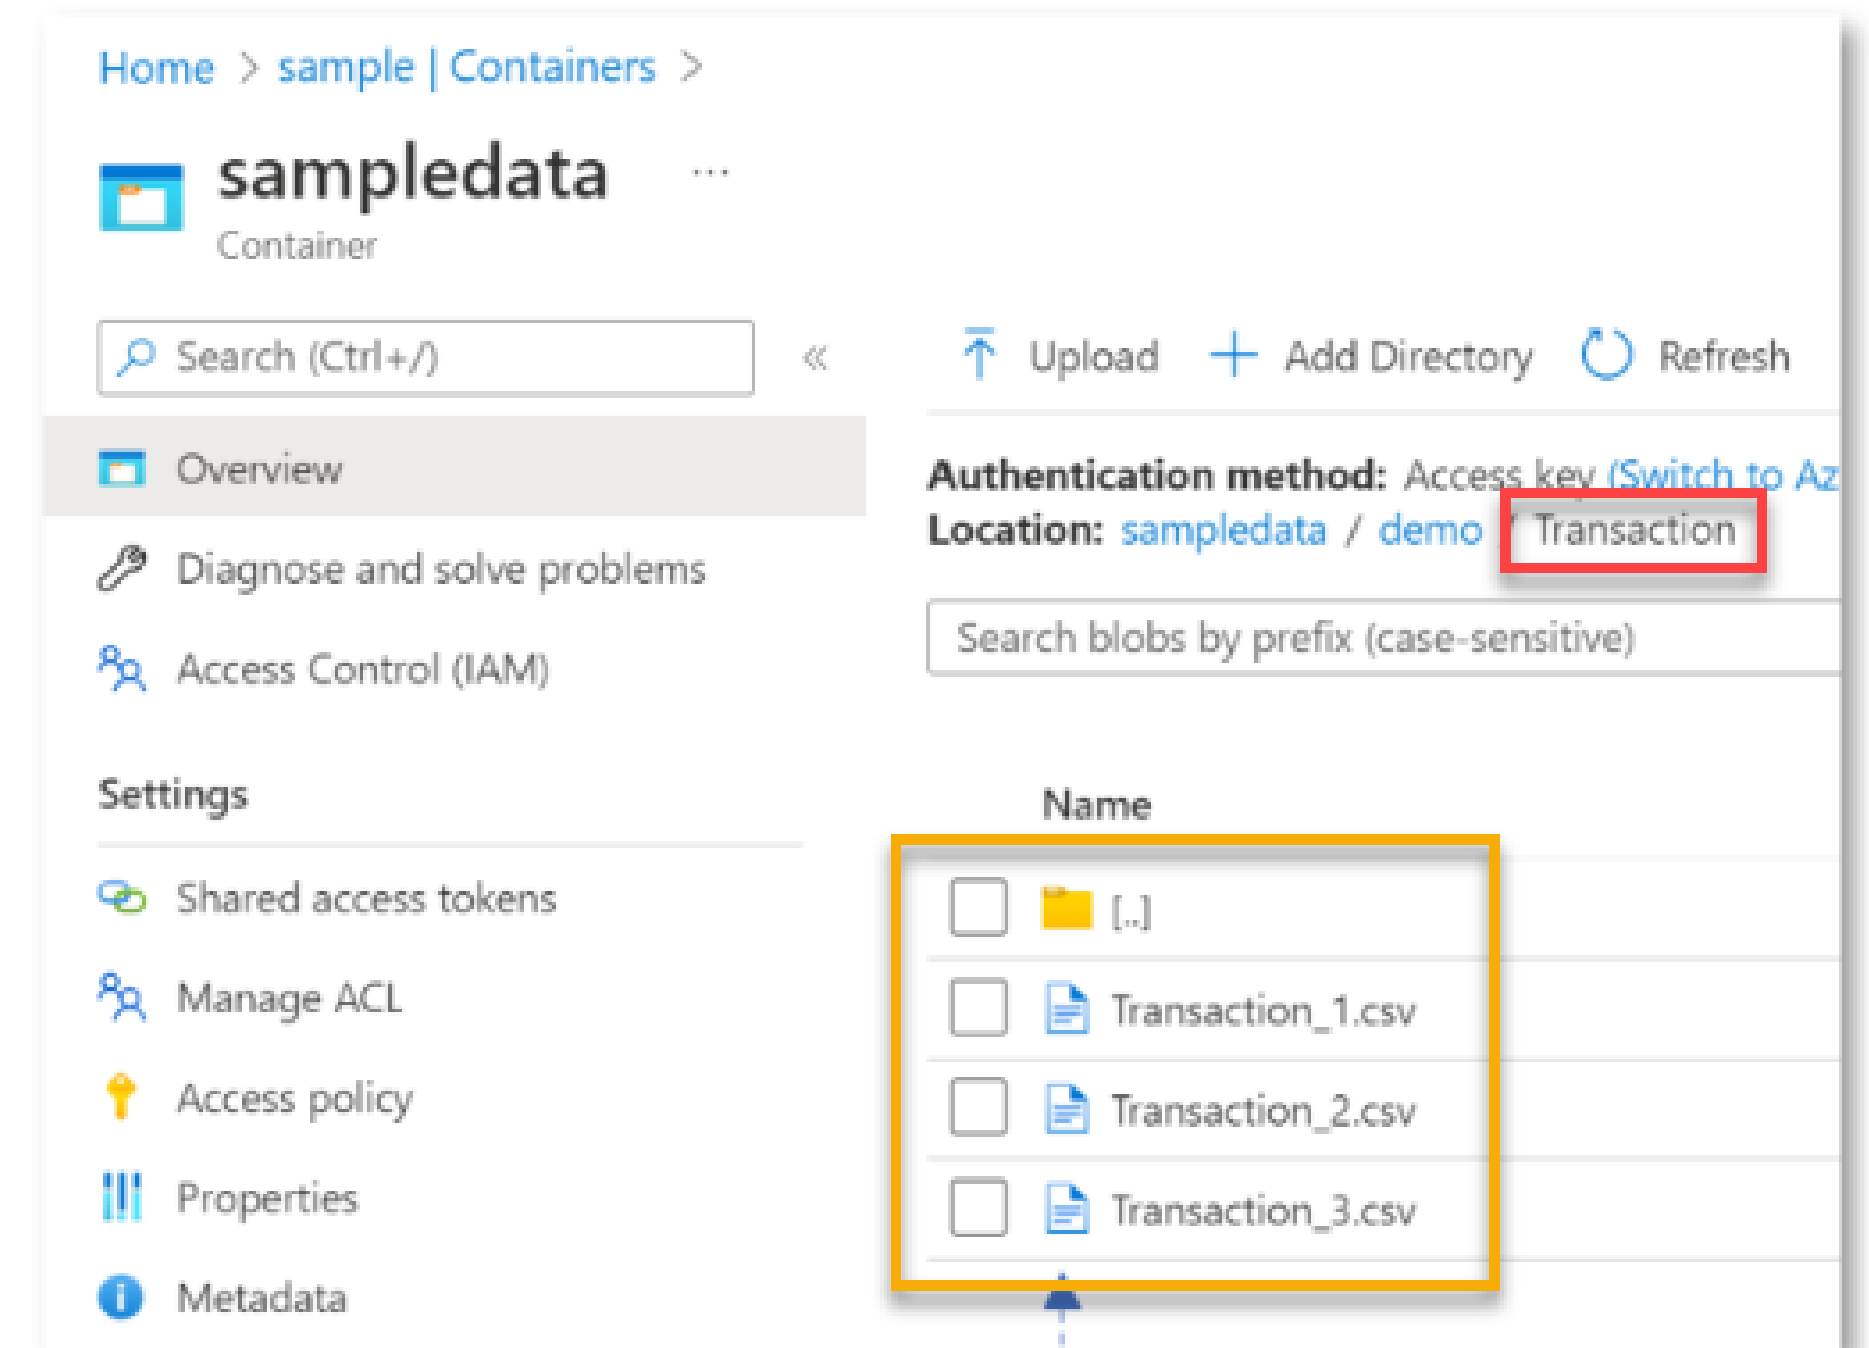 Home > sample | Containers >
sampledata ...
Container
Search (Ctrl+/) «
Overview
Diagnose and solve problems
Access Control (IAM)
Settings
Shared access tokens
Manage ACL
Access policy
Properties
Metadata
Upload + Add Directory Refresh
Authentication method: Access key (Switch to Az
Location: sampledata / demo / Transaction
Search blobs by prefix (case-sensitive)
Name
[..]
Transaction_1.csv
Transaction_2.csv
Transaction_3.csv